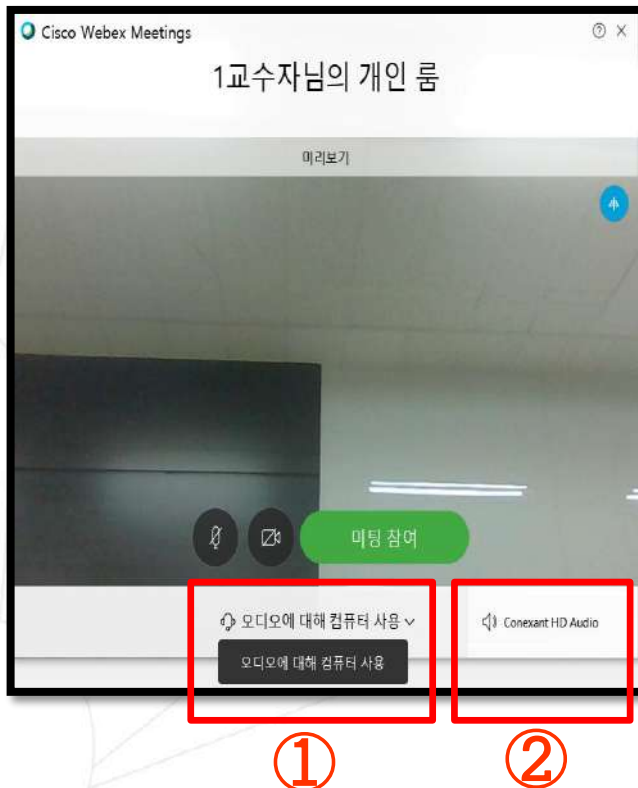 Cisco Webex Meetings
1교수자님의 개인 룸
미리보기
미팅 참여
오디오에 대해 컴퓨터 사용
Conexant HD Audio
오디오에 대해 컴퓨터 사용
① ②